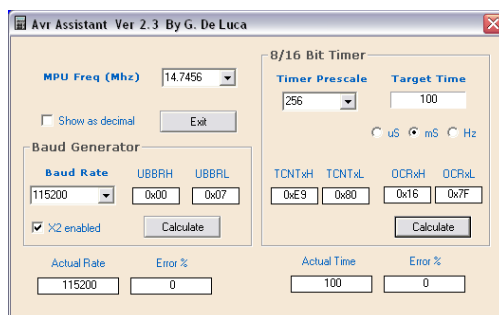 Avr Assistant Ver 2.3 By G. De Luca
MPU Freq (Mhz) 14.7456
Show as decimal Exit
Baud Generator
Baud Rate UBBRH UBBRL
115200 0x00 0x07
X2 enabled Calculate
Actual Rate Error %
115200 0
8/16 Bit Timer
Timer Prescale Target Time
256 100
uS mS Hz
TCNTxH TCNTxL OCRxH OCRxL
0xE9 0x80 0x16 0x7F
Calculate
Actual Time Error %
100 0